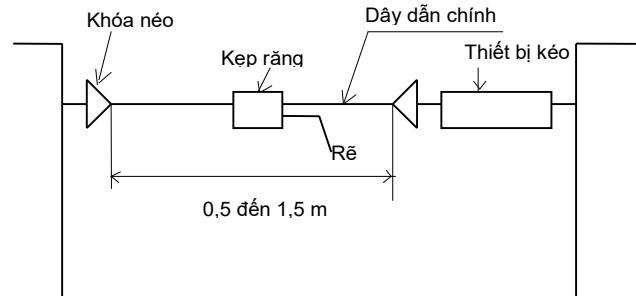 Khóa néo
Dây dẫn chính
Kẹp răng
Thiết bị kéo
Rẽ
0,5 đến 1,5 m